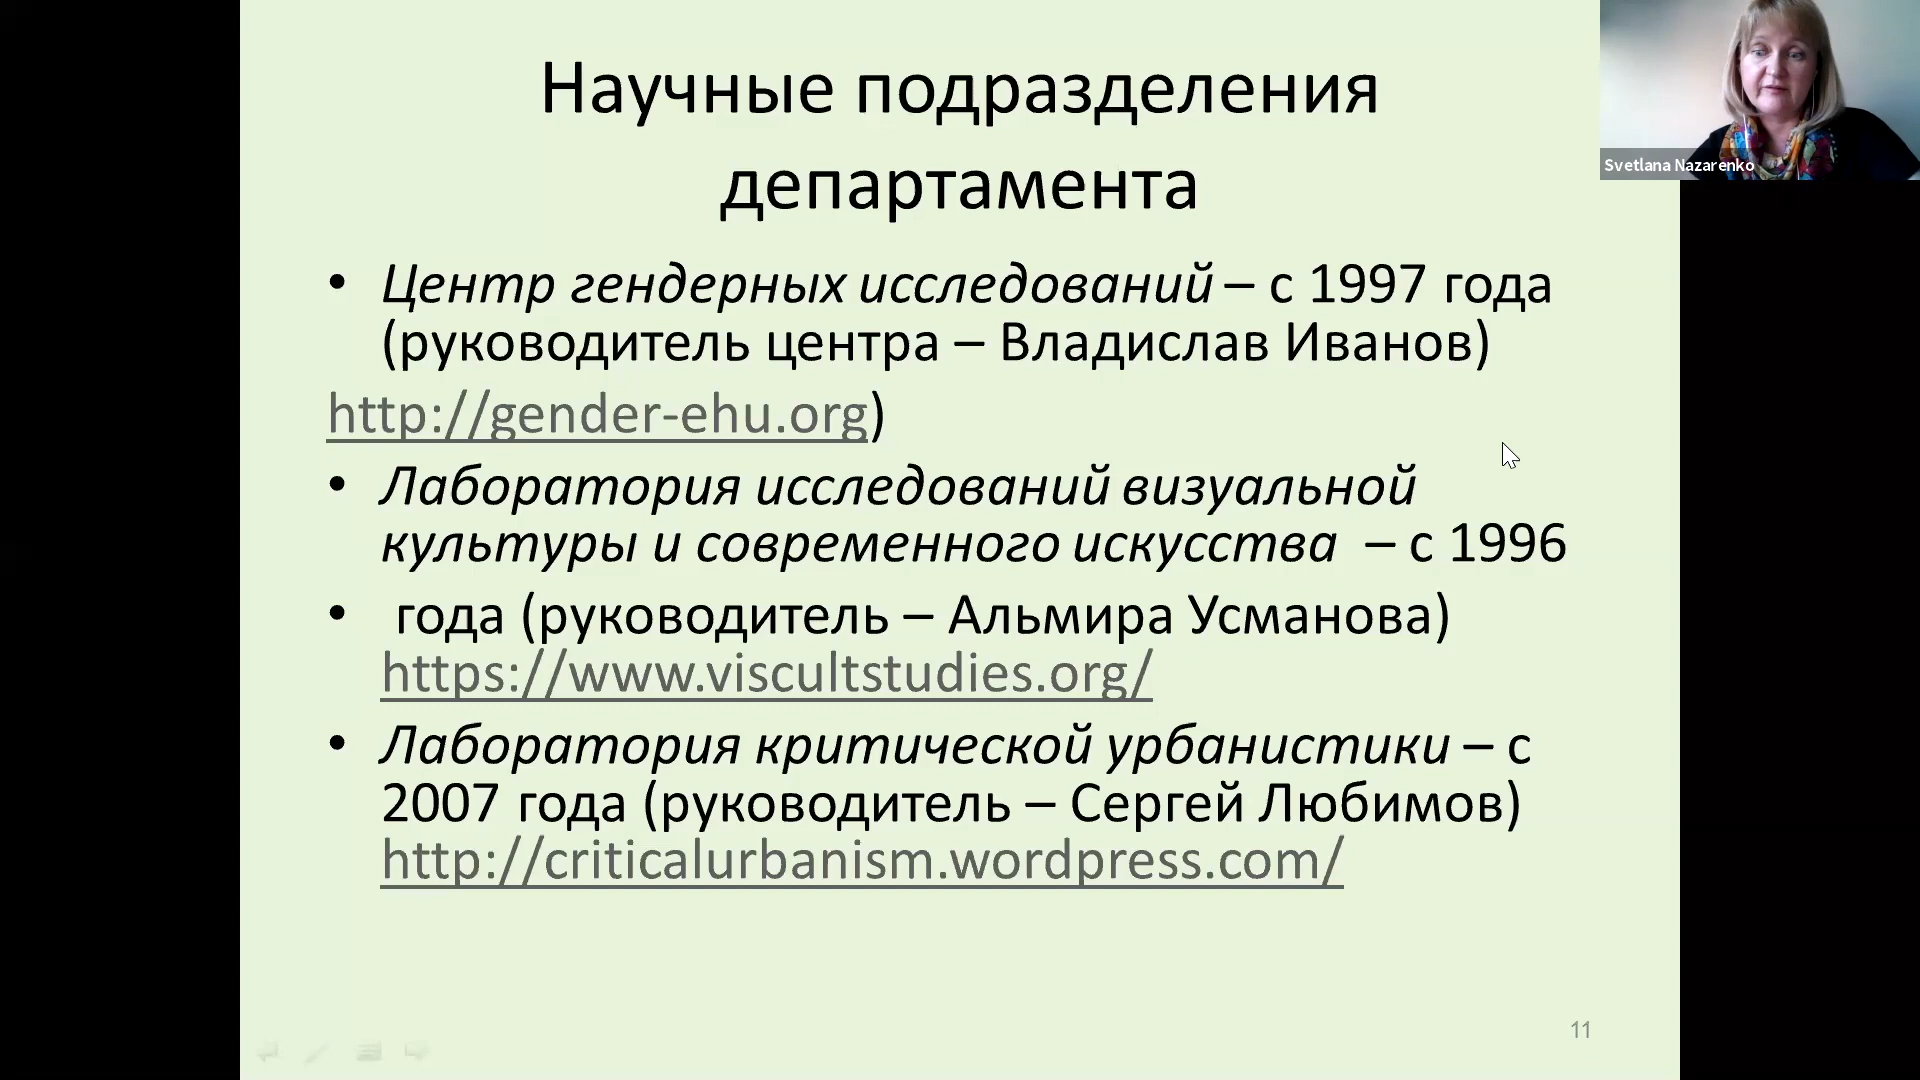 Научные подразделения
департамента
Svetlana Nazarenko
• Центр гендерных исследований – с 1997 года
(руководитель центра – Владислав Иванов)
http://gender-ehu.org)
• Лаборатория исследований визуальной
культуры и современного искусства – с 1996
• года (руководитель – Альмира Усманова)
https://www.viscultstudies.org/
• Лаборатория критической урбанистики – с
2007 года (руководитель – Сергей Любимов)
http://criticalurbanism.wordpress.com/
11